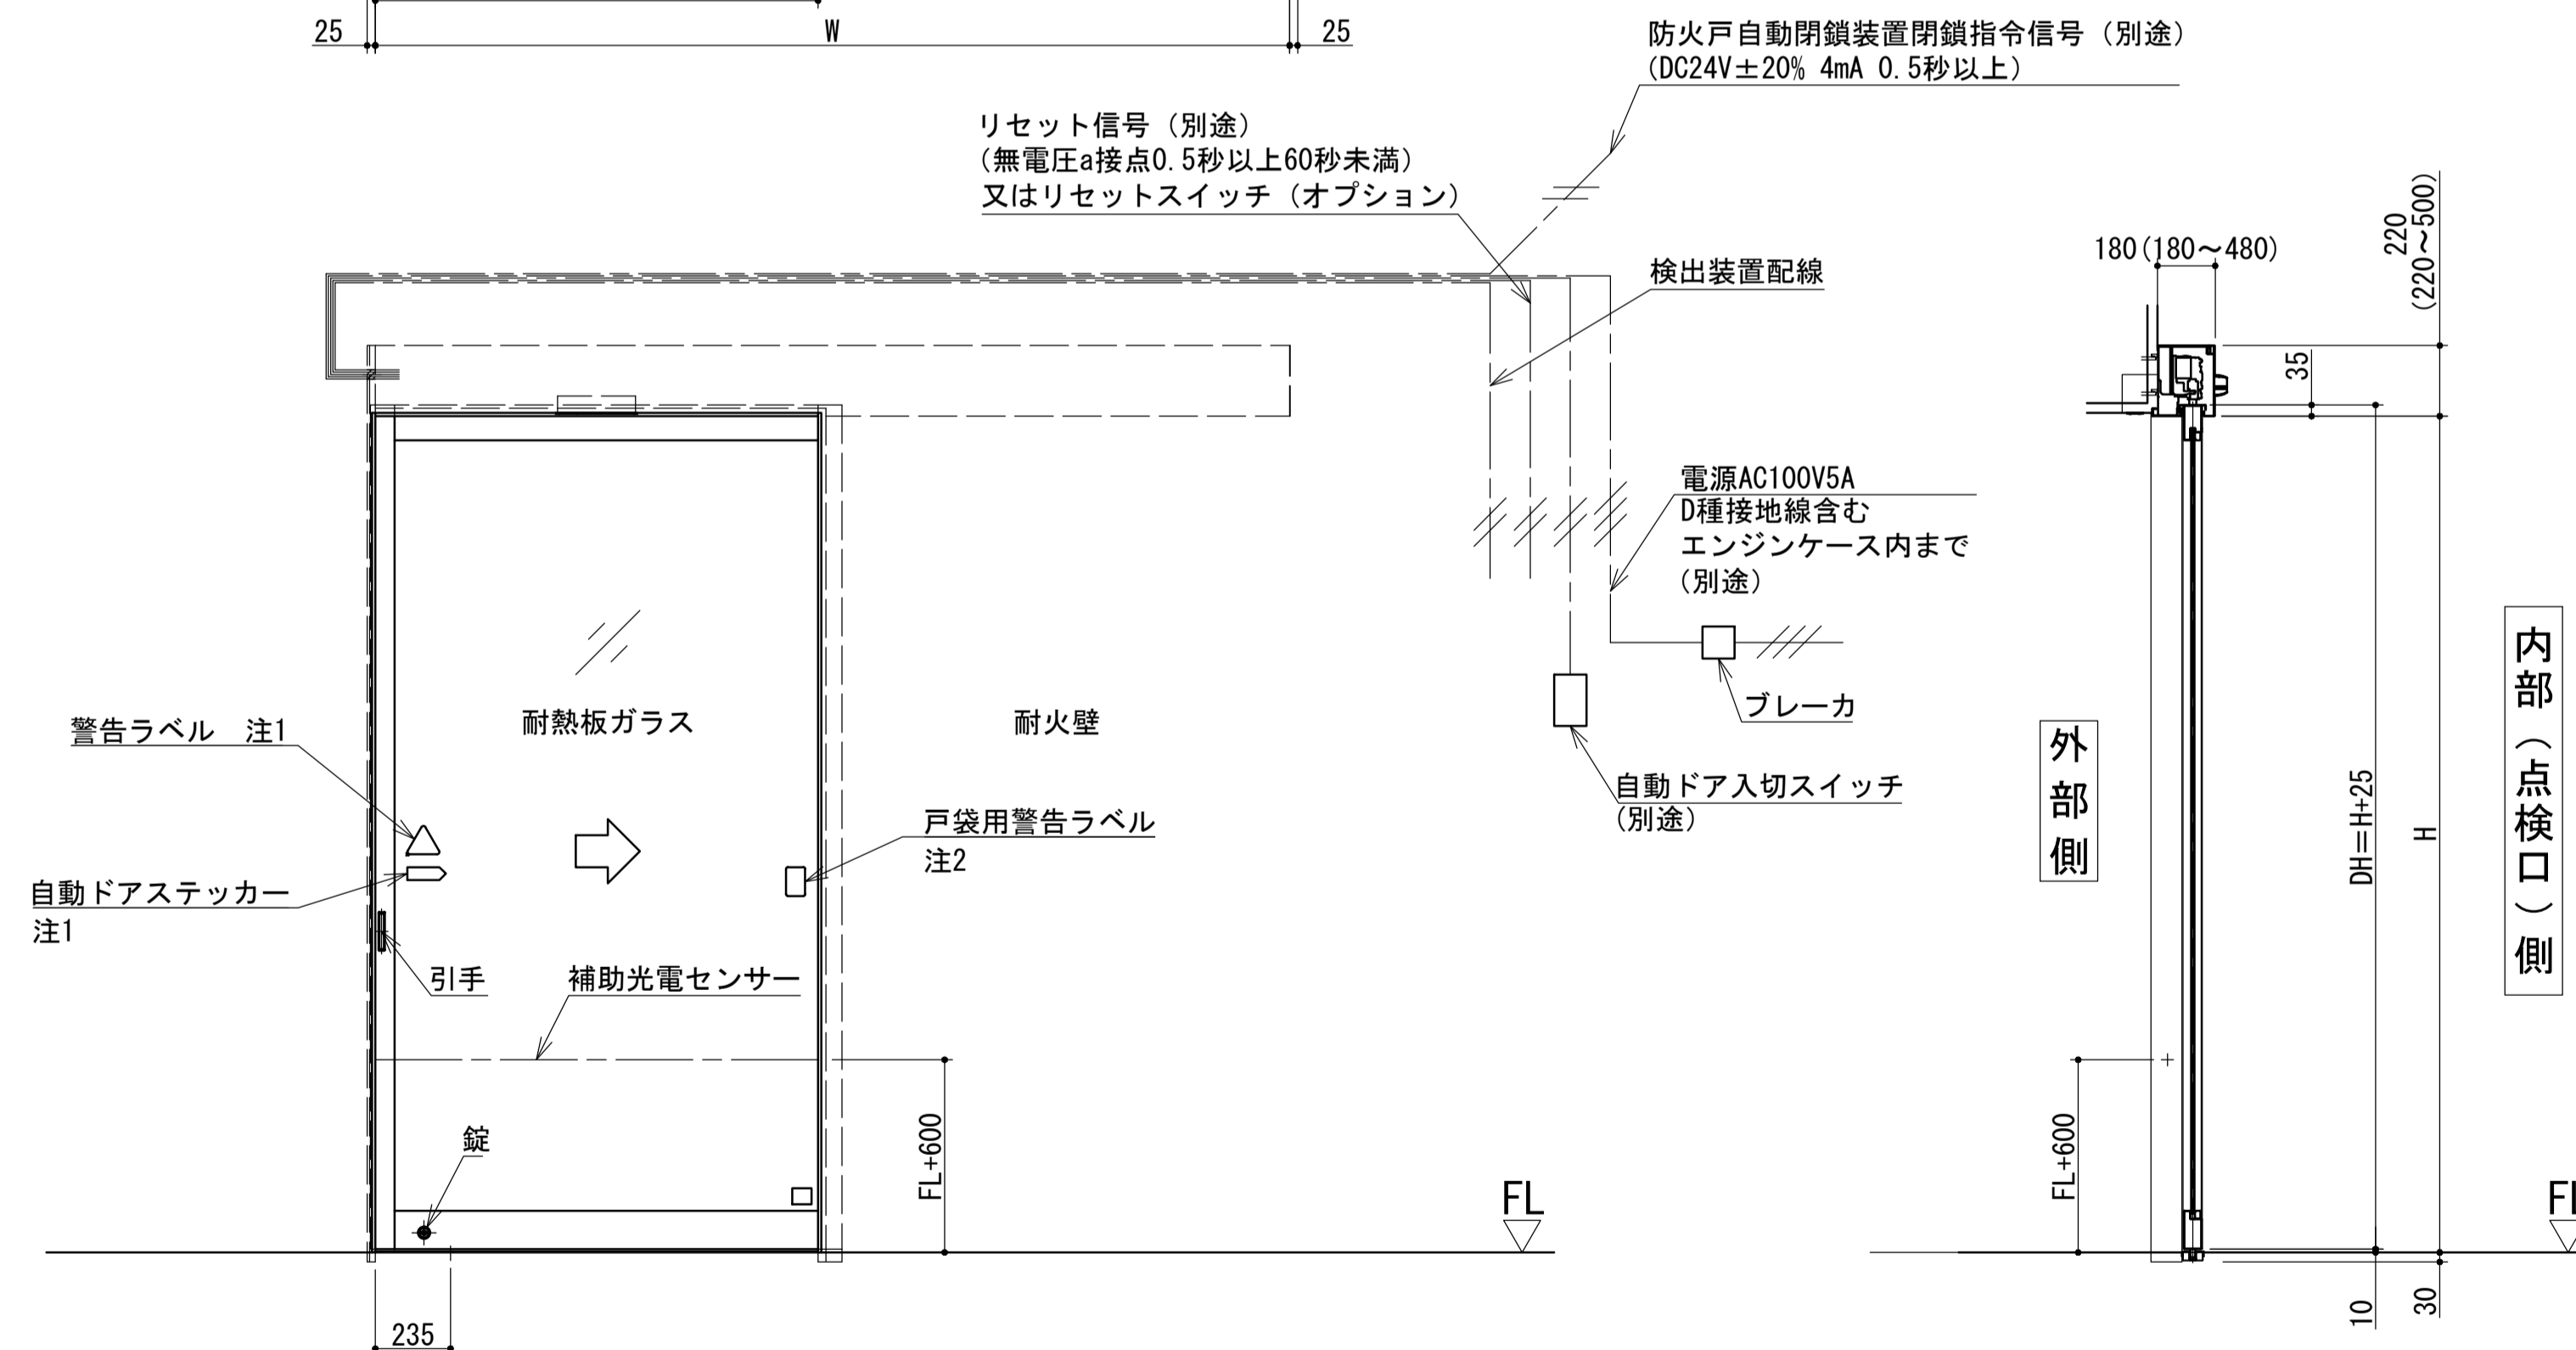 25
W
25
防火戸自動閉鎖装置閉鎖指令信号（別途）
(DC24V±20% 4mA 0.5秒以上)
リセット信号（別途）
(無電圧a接点0.5秒以上60秒未満)
又はリセットスイッチ（オプション）
検出装置配線
180(180～480)
220
(220～500)
35
電源AC100V5A
D種接地線含む
エンジンケース内まで
(別途)
ブレーカ
自動ドア入切スイッチ
(別途)
耐熱板ガラス
耐火壁
警告ラベル　注1
戸袋用警告ラベル
注2
自動ドアステッカー
注1
引手
補助光電センサー
錠
FL+600
FL
235
外部側
内部（点検口）側
DH＝H+25
H
FL+600
10
30